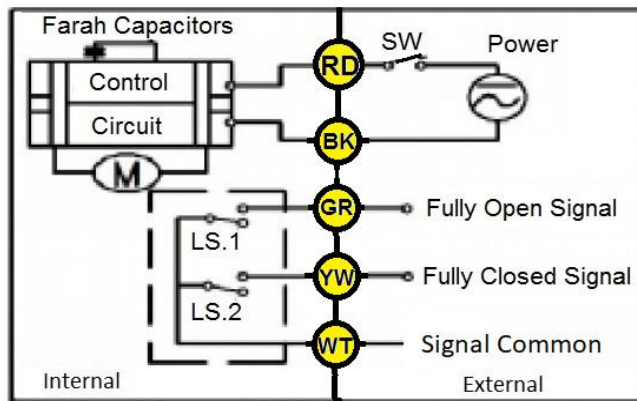 Farah Capacitors
SW
Power
RD
Control
Circuit
BK
M
GR
Fully Open Signal
LS.1
YW
Fully Closed Signal
LS.2
WT
Signal Common
Internal
External